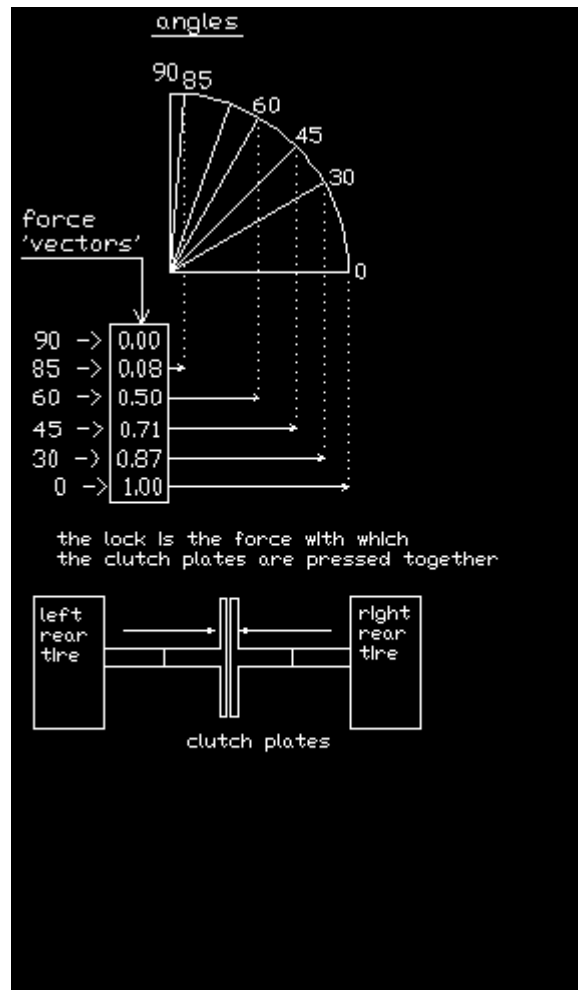 angles
90
85
60
45
30
0
force
'vectors'
90 -> 0.00
85 -> 0.08
60 -> 0.50
45 -> 0.71
30 -> 0.87
0 -> 1.00
the lock is the force with which
the clutch plates are pressed together
left
rear
tire
right
rear
tire
clutch plates